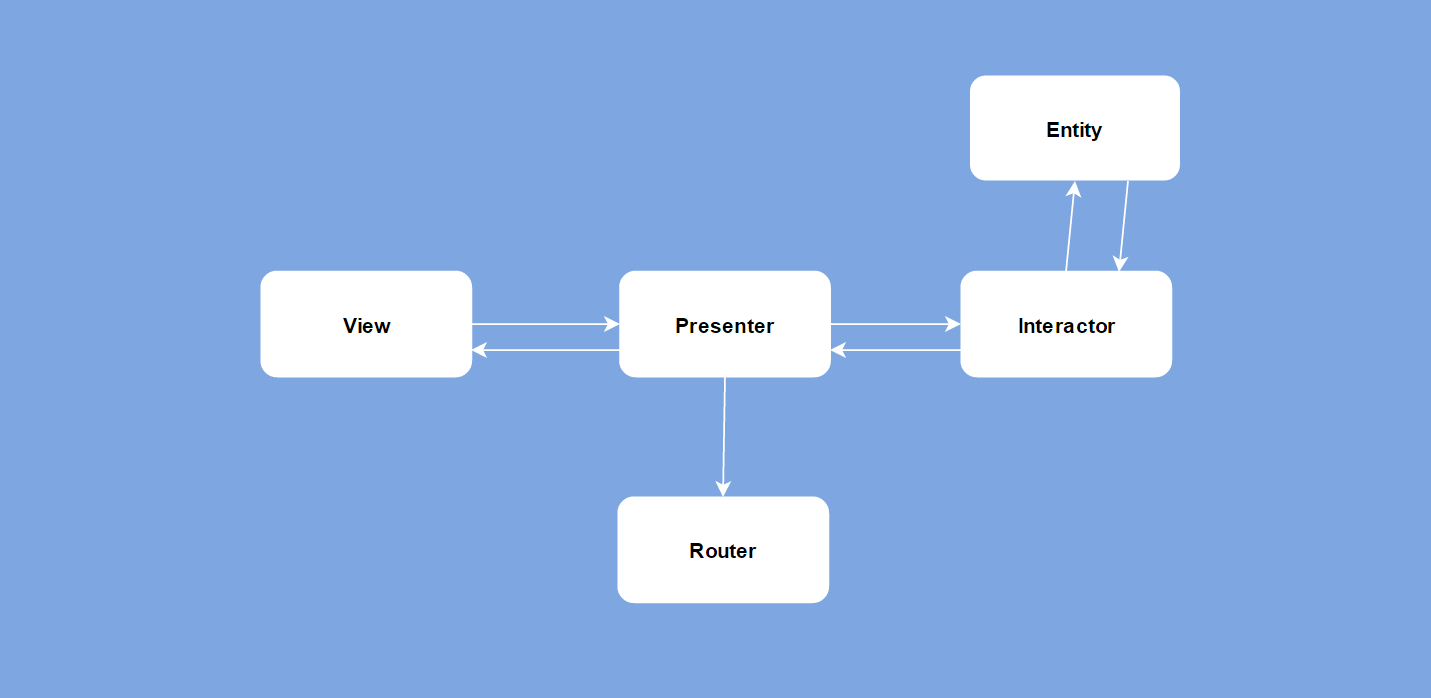 Entity
View
Presenter
Interactor
Router